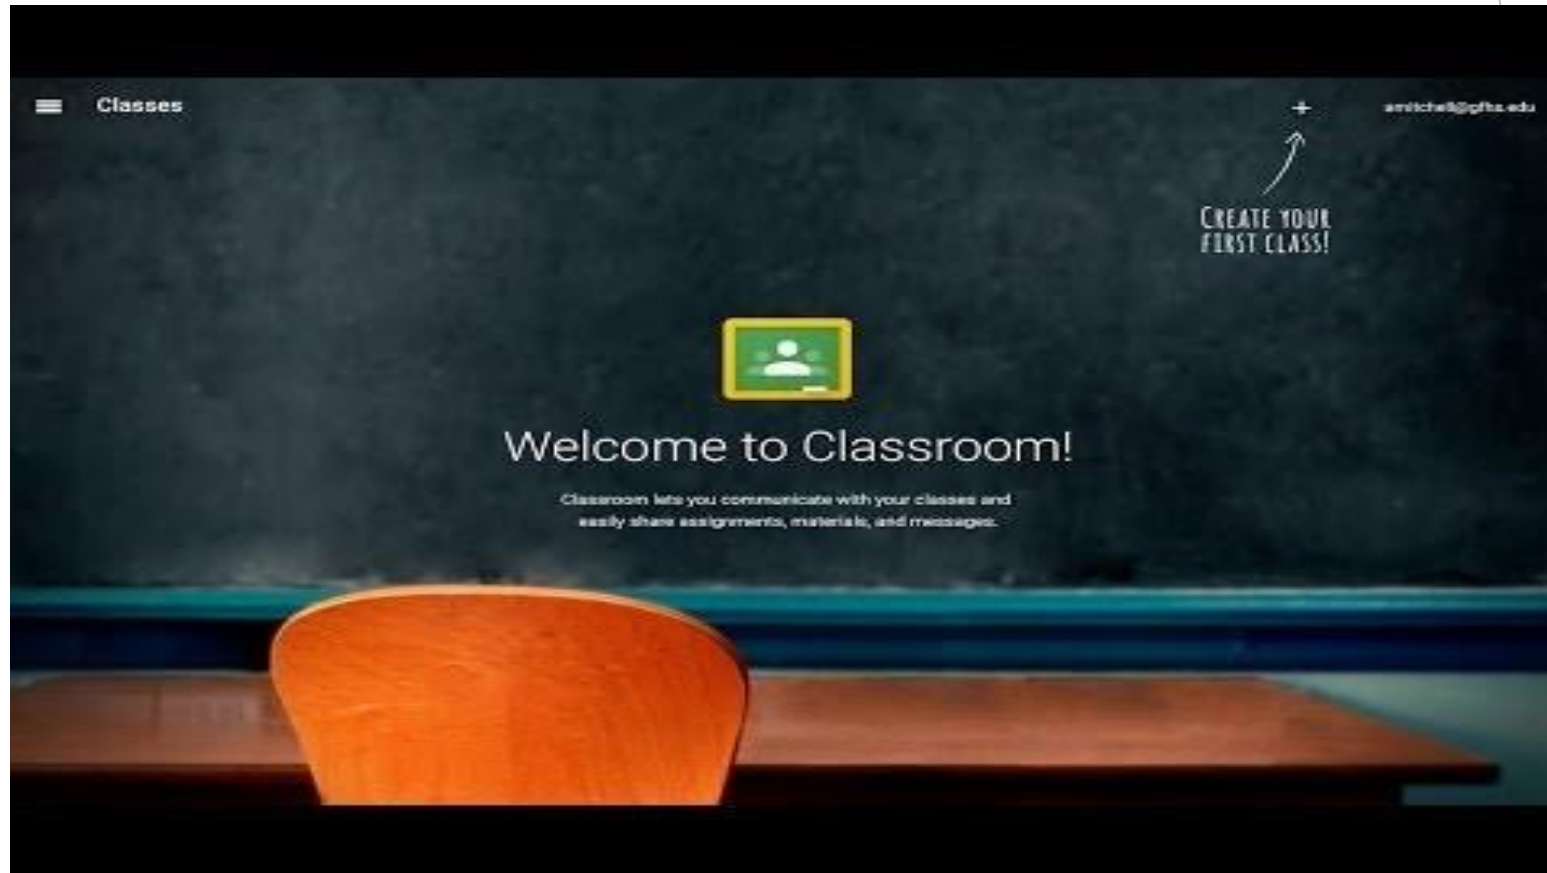 Classes
+
amitchell@gfhs.edu
CREATE YOUR
FIRST CLASS!
Welcome to Classroom!
Classroom lets you communicate with your classes and
easily share assignments, materials, and messages.